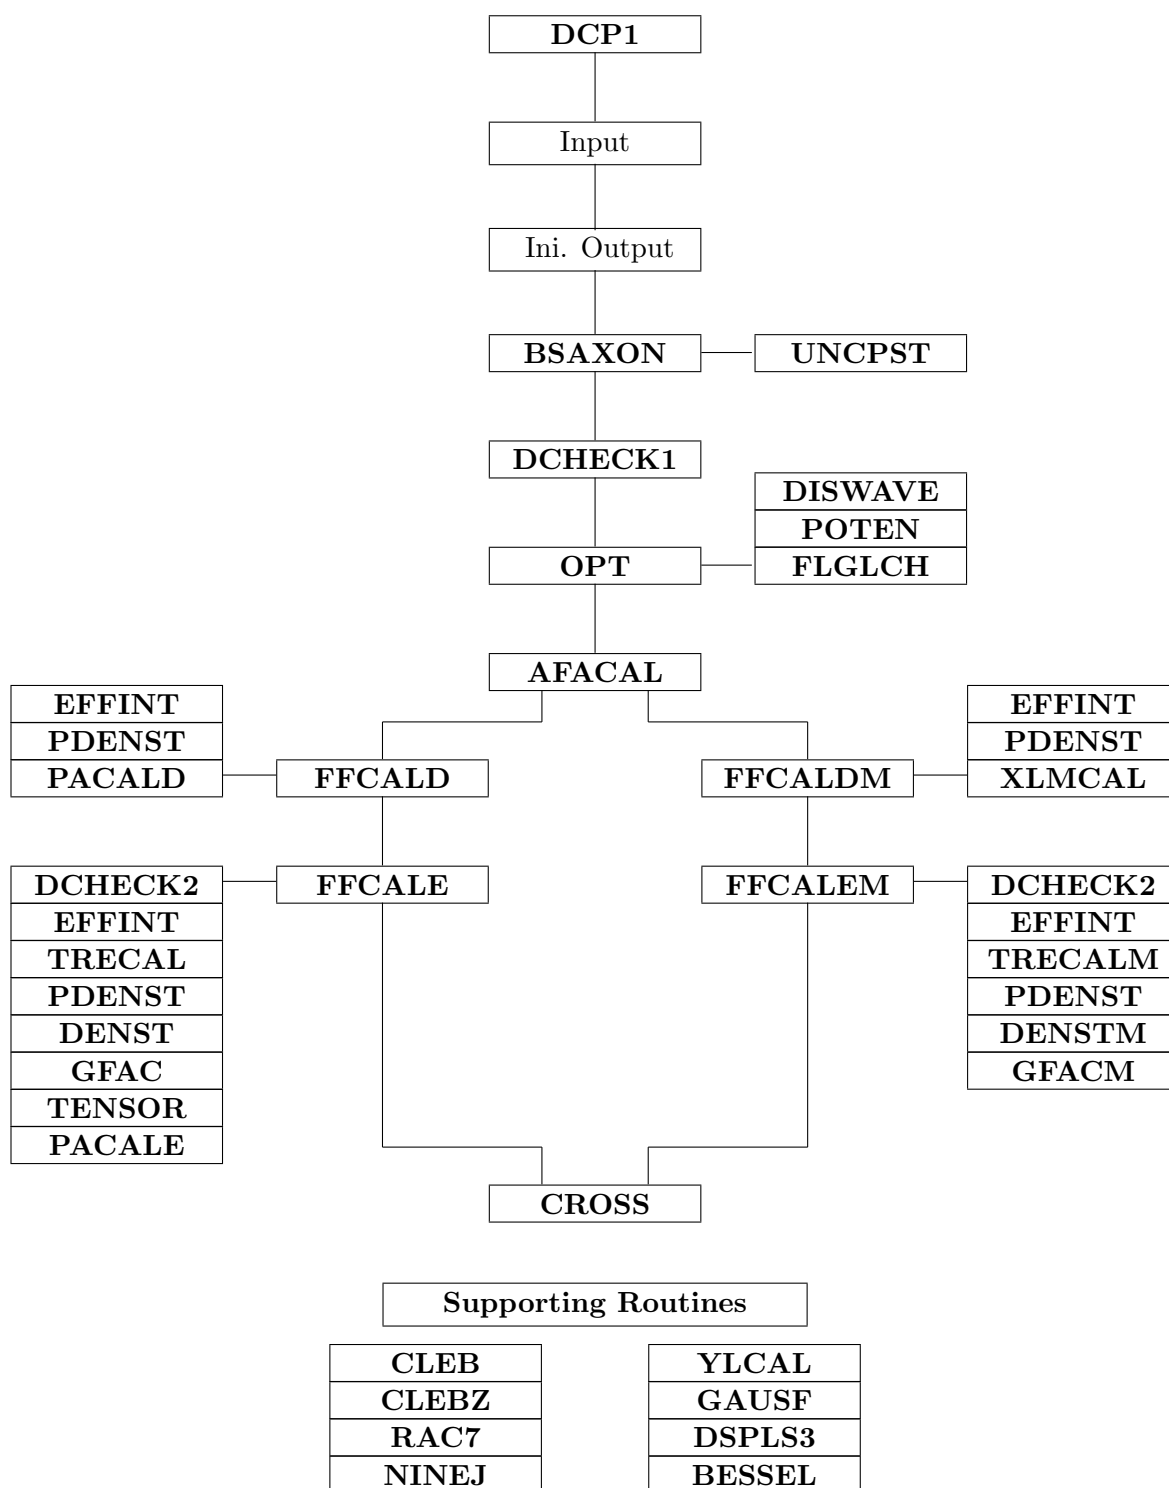 DCP1
Input
Ini. Output
BSAXON
UNCPST
DCHECK1
DISWAVE
POTEN
OPT
FLGLCH
AFACAL
EFFINT
PDENST
PACALD
FFCALD
FFCALDM
EFFINT
PDENST
XLMCAL
DCHECK2
EFFINT
TRECAL
PDENST
DENST
GFAC
TENSOR
PACALE
FFCALE
FFCALEM
DCHECK2
EFFINT
TRECALM
PDENST
DENSTM
GFACM
CROSS
Supporting Routines
CLEB
CLEBZ
RAC7
NINEJ
YLCAL
GAUSF
DSPLS3
BESSEL